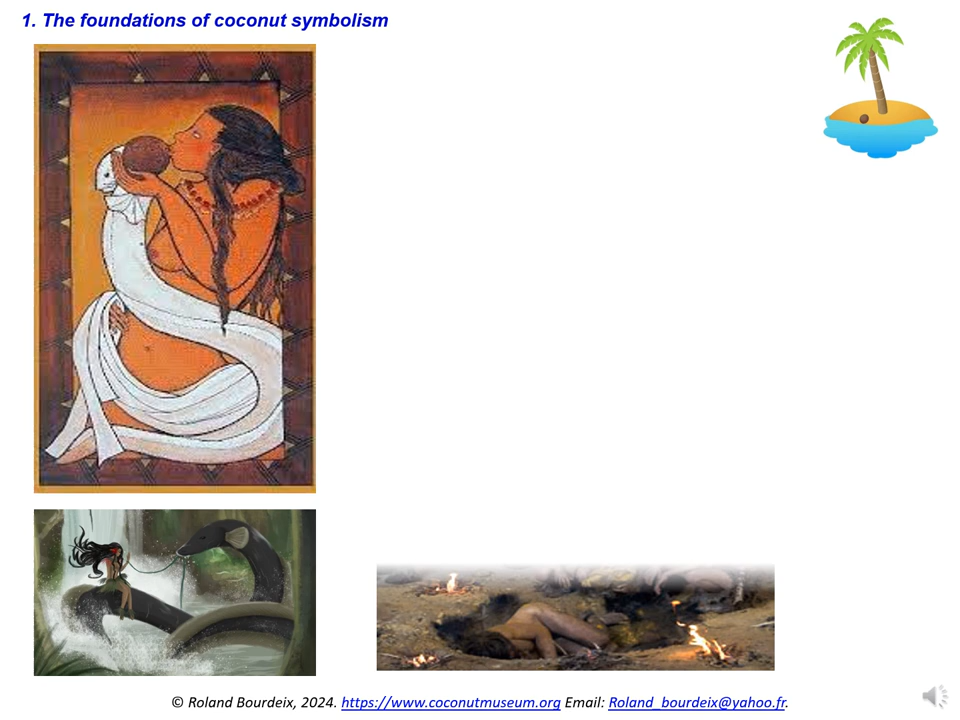 1. The foundations of coconut symbolism
© Roland Bourdeix, 2024. https://www.coconutmuseum.org Email: Roland_bourdeix@yahoo.fr.